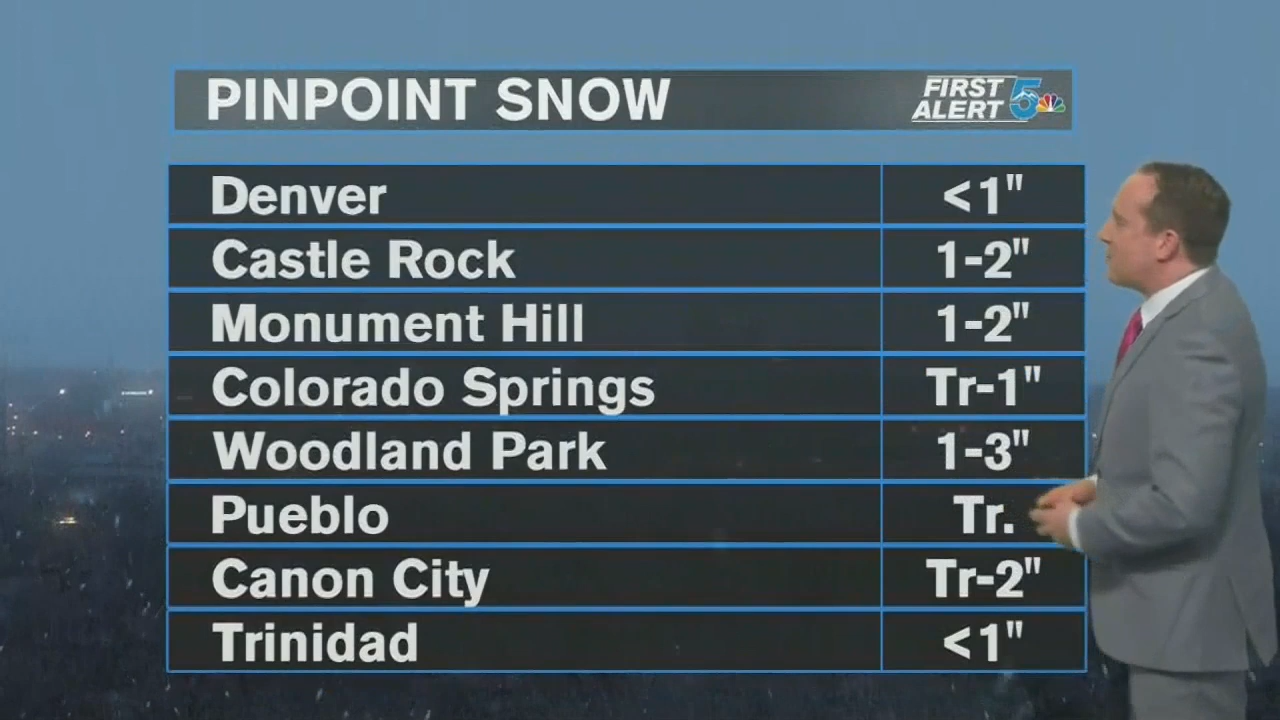 PINPOINT SNOW
FIRST
ALERT 5
Denver <1"
Castle Rock 1-2"
Monument Hill 1-2"
Colorado Springs Tr-1"
Woodland Park 1-3"
Pueblo Tr.
Canon City Tr-2"
Trinidad <1"